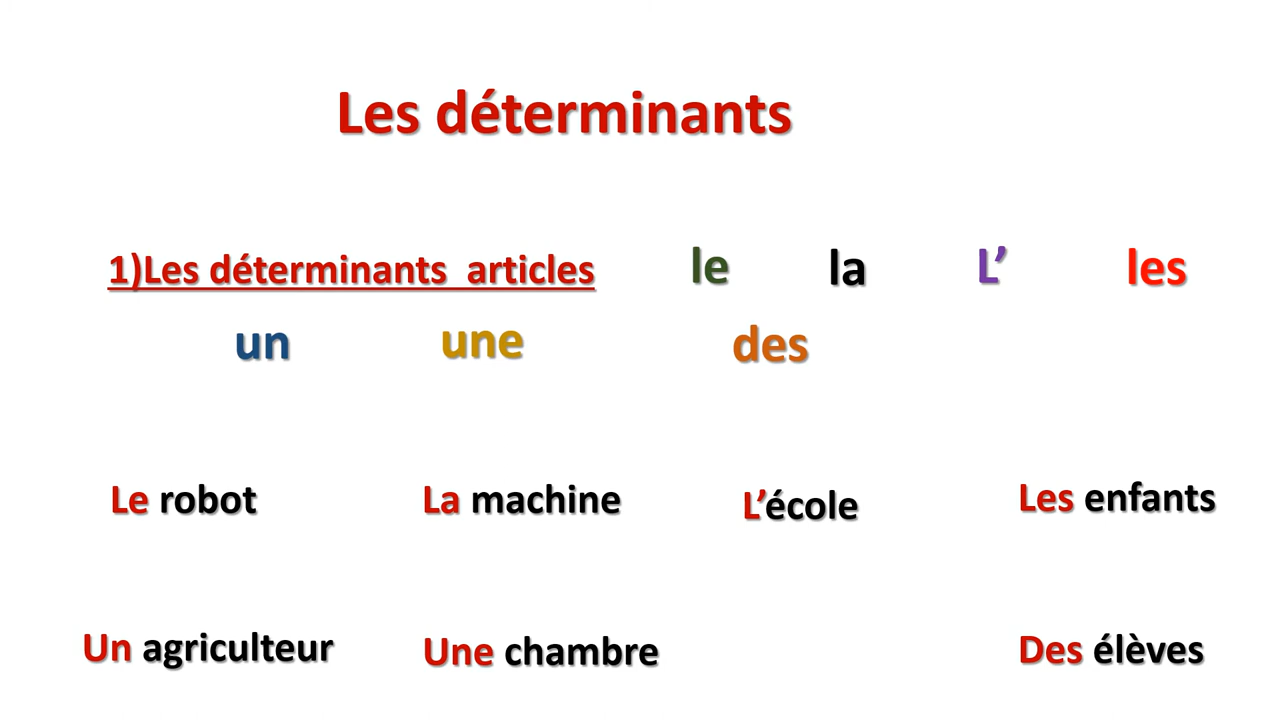 Les déterminants
1)Les déterminants  articles le la L’ les
un une des
Le robot La machine L’école Les enfants
Un agriculteur Une chambre Des élèves